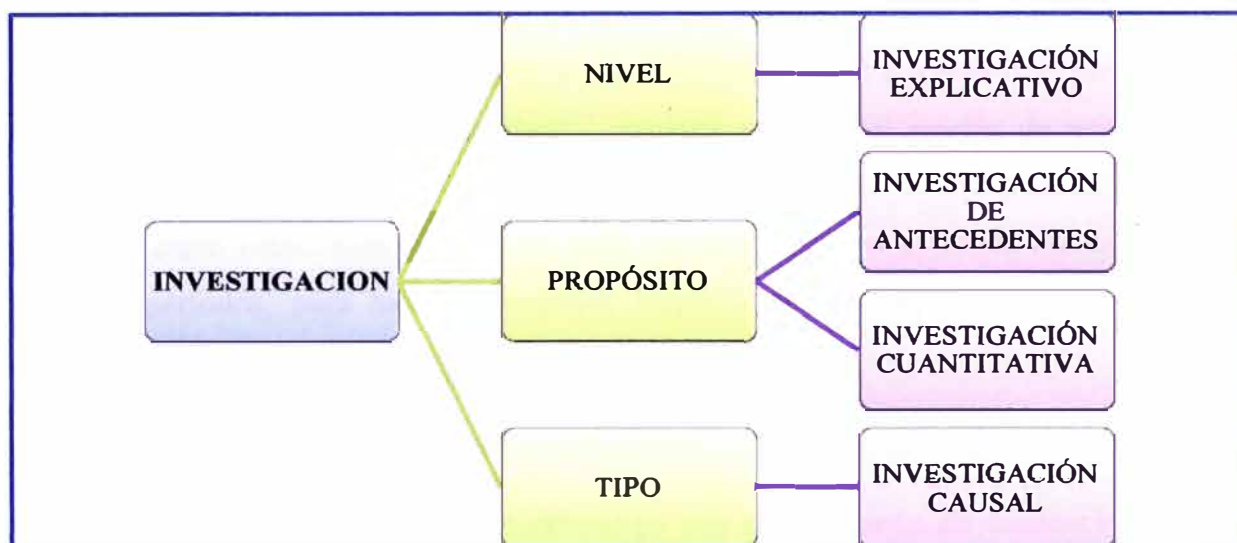 NIVEL
INVESTIGACIÓN
EXPLICATIVO
INVESTIGACION
PROPÓSITO
INVESTIGACIÓN
DE
ANTECEDENTES
INVESTIGACIÓN
CUANTITATIVA
TIPO
INVESTIGACIÓN
CAUSAL